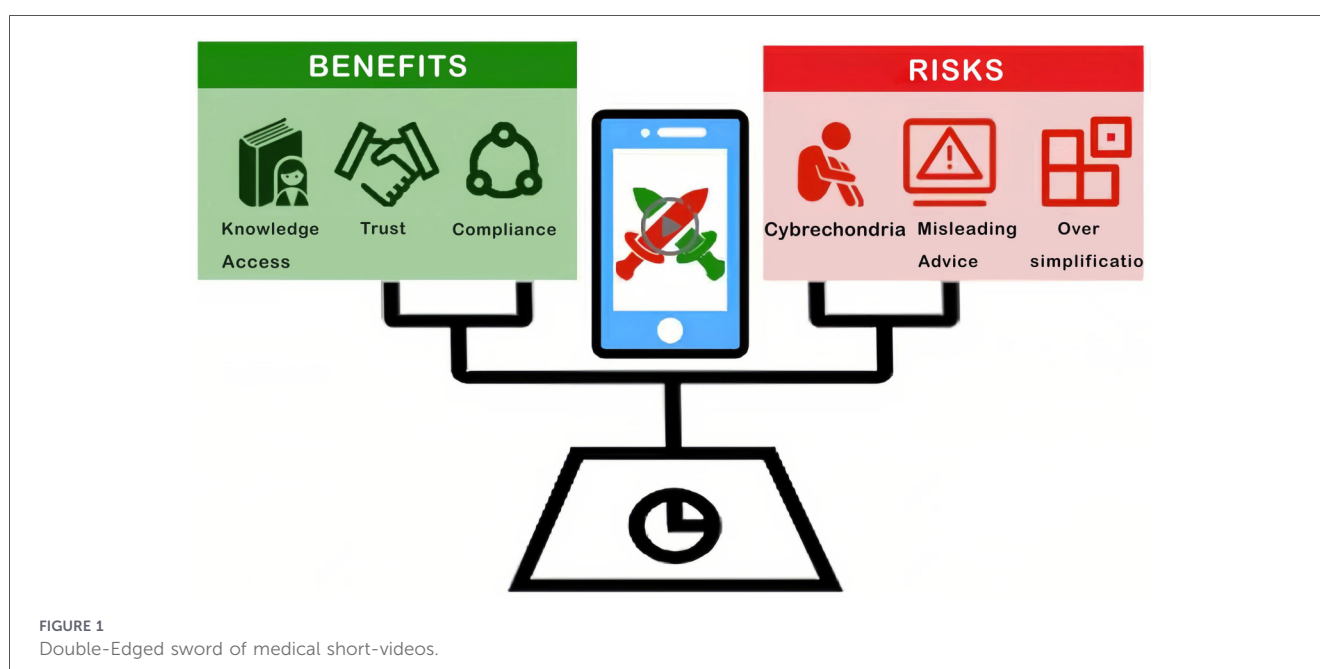 BENEFITS
Knowledge
Access
Trust
Compliance
RISKS
Cybrechondria
Misleading
Advice
Over
simplificatio
FIGURE 1
Double-Edged sword of medical short-videos.